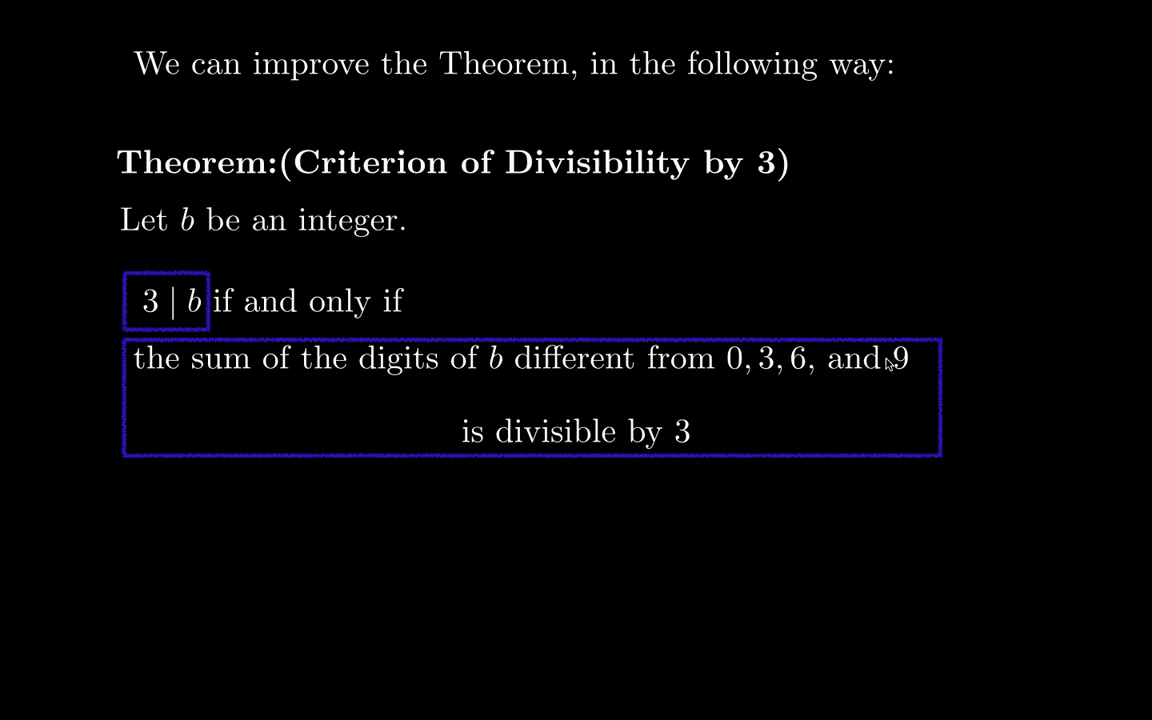 We can improve the Theorem, in the following way:
Theorem:(Criterion of Divisibility by 3)
Let b be an integer.
3 | b if and only if
the sum of the digits of b different from 0, 3, 6, and 9
is divisible by 3